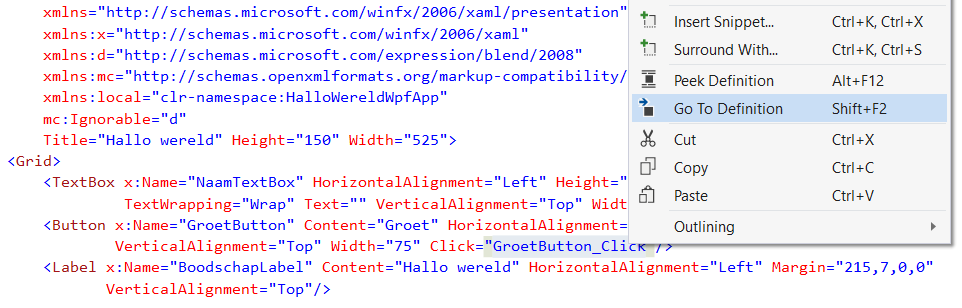 xmlns="http://schemas.microsoft.com/winfx/2006/xaml/presentation"
xmlns:x="http://schemas.microsoft.com/winfx/2006/xaml"
xmlns:d="http://schemas.microsoft.com/expression/blend/2008"
xmlns:mc="http://schemas.openxmlformats.org/markup-compatibility/
xmlns:local="clr-namespace:HalloWereldWpfApp"
mc:Ignorable="d"
Title="Hallo wereld" Height="150" Width="525">
<Grid>
<TextBox x:Name="NaamTextBox" HorizontalAlignment="Left" Height="
TextWrapping="Wrap" Text="" VerticalAlignment="Top" Widt
<Button x:Name="GroetButton" Content="Groet" HorizontalAlignment=
VerticalAlignment="Top" Width="75" Click="GroetButton_Click"/>
<Label x:Name="BoodschapLabel" Content="Hallo wereld" HorizontalAlignment="Left" Margin="215,7,0,0"
VerticalAlignment="Top"/>
Insert Snippet... Ctrl+K, Ctrl+X
Surround With... Ctrl+K, Ctrl+S
Peek Definition Alt+F12
Go To Definition Shift+F2
Cut Ctrl+X
Copy Ctrl+C
Paste Ctrl+V
Outlining